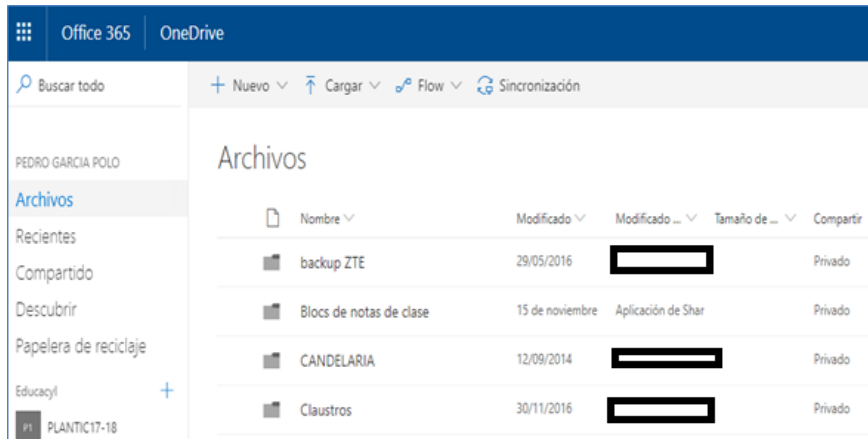 Office 365 OneDrive
Buscar todo
Nuevo Cargar Flow Sincronización
PEDRO GARCIA POLO
Archivos
Recientes
Compartido
Descubrir
Papelera de reciclaje
Educacyl
P1 PLANTIC17-18
Archivos
Nombre Modificado Modificado ... Tamaño de ... Compartir
backup ZTE 29/05/2016 Privado
Blocs de notas de clase 15 de noviembre Aplicación de Shar Privado
CANDELARIA 12/09/2014 Privado
Claustros 30/11/2016 Privado